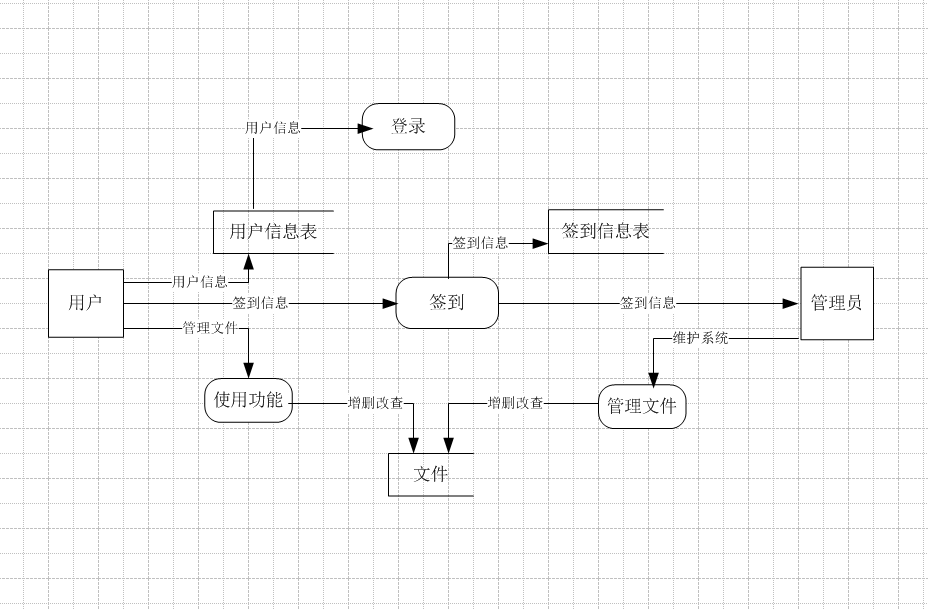 用户信息
登录
用户信息表
签到信息表
签到信息
用户信息
用户
签到信息
签到
签到信息
管理员
管理文件
维护系统
使用功能
增删改查
增删改查
管理文件
文件